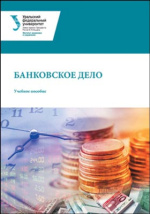 Уральский
федеральный
университет
БАНКОВСКОЕ ДЕЛО
Учебное пособие